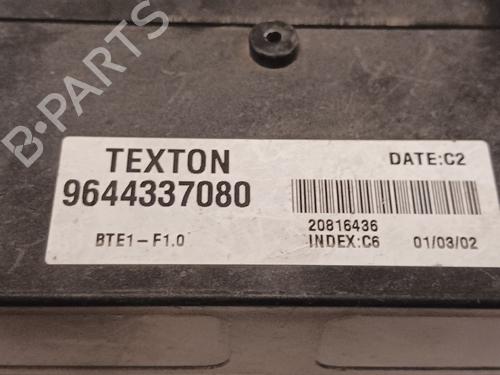 B-PARTS
TEXTON
DATE:C2
9644337080
20816436
BTE1-F1.0
INDEX:C6
01/03/02